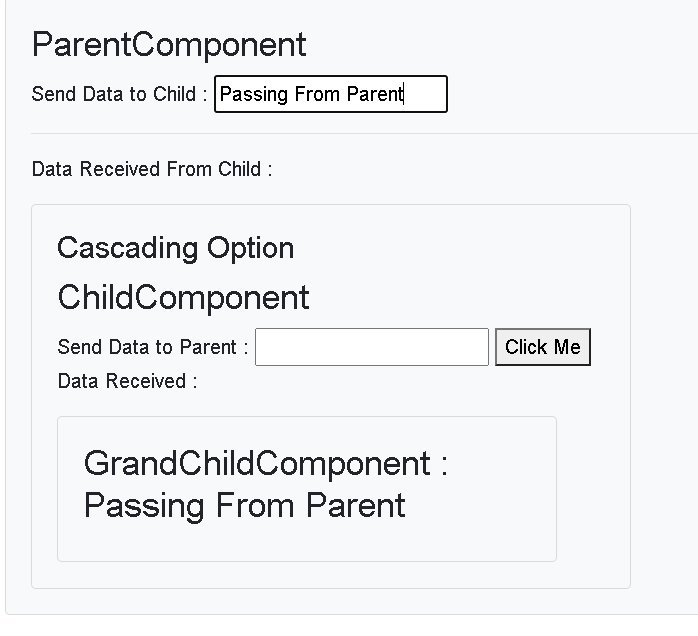 ParentComponent
Send Data to Child : Passing From Parent
Data Received From Child :
Cascading Option
ChildComponent
Send Data to Parent : Click Me
Data Received :
GrandChildComponent :
Passing From Parent